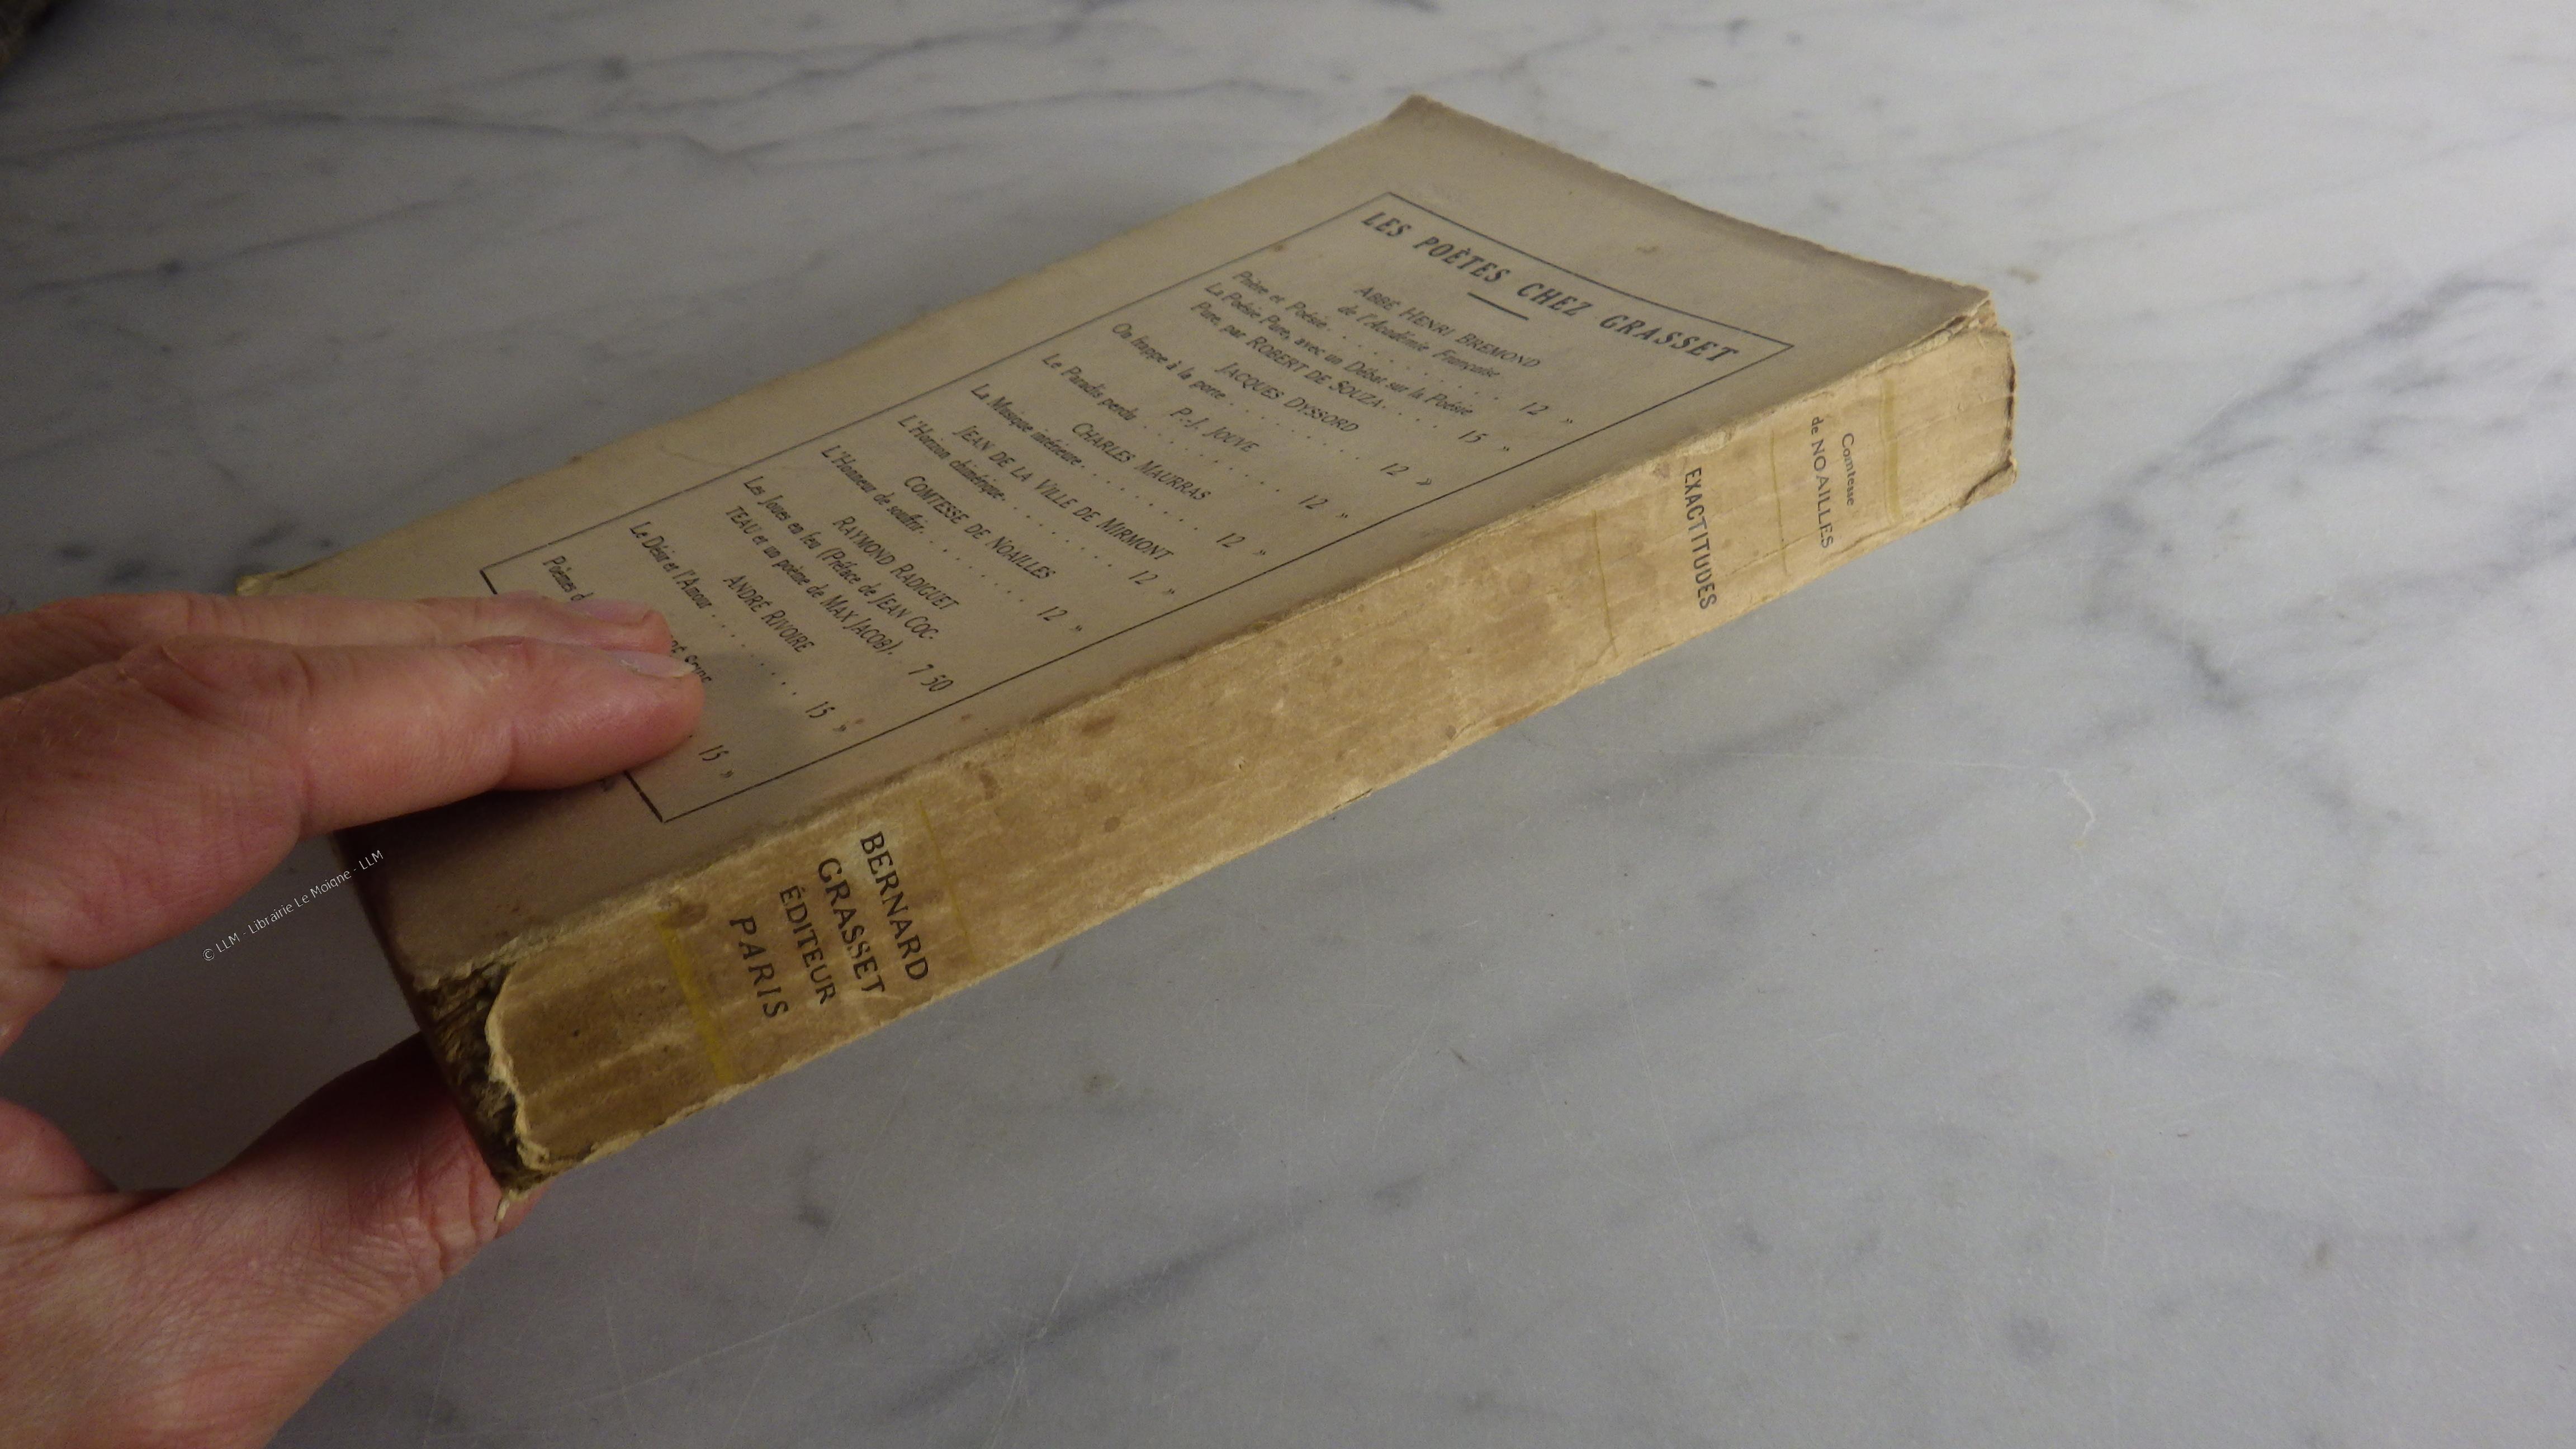 LES POÈTES CHEZ GRASSET
ABBÉ HENRI BREMOND
de l'Académie Française
Prière et Poésie. . . . . . . . . . 12 »
La Poésie Pure, avec un Débat sur la Poésie
Pure, par ROBERT DE SOUZA. . . . 15 »
JACQUES DYSSORD
On frappe à la porte . . . . . . . . 12 »
P.-J. JOUVE
Le Paradis perdu . . . . . . . . . 12 »
CHARLES MAURRAS
La Musique intérieure. . . . . . . . 12 »
JEAN DE LA VILLE DE MIRMONT
L'Horizon chimérique. . . . . . . . 12 »
COMTESSE DE NOAILLES
L'Honneur de souffrir. . . . . . . . 12 »
RAYMOND RADIGUET
Les Joues en feu (Préface de JEAN COC-
TEAU et un poème de MAX JACOB). . 7 50
ANDRÉ RIVOIRE
Le Désir et l'Amour . . . . . . . . 15 »
Poèmes d 15 »
Comtesse
de NOAILLES
EXACTITUDES
BERNARD
GRASSET
ÉDITEUR
PARIS
© LLM - Librairie Le Moigne - LLM